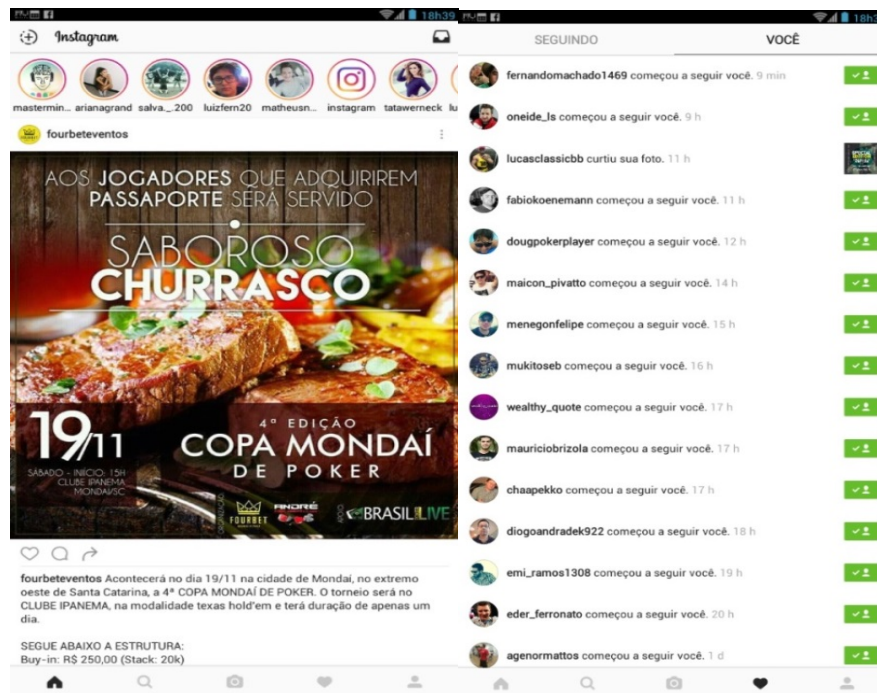 18h39
Instagram
mastermin... arianagrand salva._.200 luizfern20 matheusn... instagram tatawerneck lu
fourbeteventos
AOS JOGADORES QUE ADQUIRIREM
PASSAPORTE SERÁ SERVIDO
SABOROSO
CHURRASCO
19/11
SÁBADO - INÍCIO: 15H
CLUBE IPANEMA
MONDAÍ/SC
4ª EDIÇÃO
COPA MONDAÍ
DE POKER
ORGANIZAÇÃO
FOURBET
ANDRÉ
APOIO
BRASIL LIVE
fourbeteventos Acontecerá no dia 19/11 na cidade de Mondaí, no extremo
oeste de Santa Catarina, a 4ª COPA MONDAÍ DE POKER. O torneio será no
CLUBE IPANEMA, na modalidade texas hold'em e terá duração de apenas um
dia.
SEGUE ABAIXO A ESTRUTURA:
Buy-in: R$ 250,00 (Stack: 20k)
18h3
SEGUINDO VOCÊ
fernandomachado1469 começou a seguir você. 9 min
oneide_ls começou a seguir você. 9 h
lucasclassicbb curtiu sua foto. 11 h
fabiokoenemann começou a seguir você. 11 h
dougpokerplayer começou a seguir você. 12 h
maicon_pivatto começou a seguir você. 14 h
menegonfelipe começou a seguir você. 15 h
mukitoseb começou a seguir você. 16 h
wealthy_quote começou a seguir você. 17 h
mauriciobrizola começou a seguir você. 17 h
chaapekko começou a seguir você. 17 h
diogoandradek922 começou a seguir você. 18 h
emi_ramos1308 começou a seguir você. 19 h
eder_ferronato começou a seguir você. 20 h
agenormattos começou a seguir você. 1 d